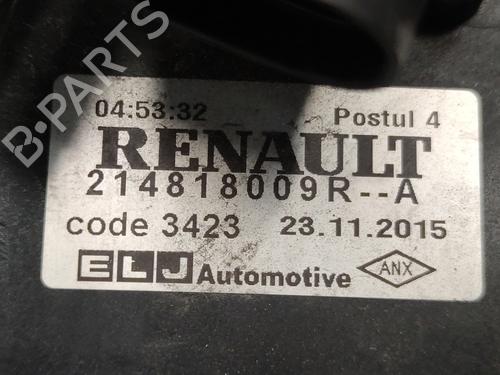 B-PARTS
04:53:32 Postul 4
RENAULT
214818009R--A
code 3423 23.11.2015
ELJ Automotive ANX